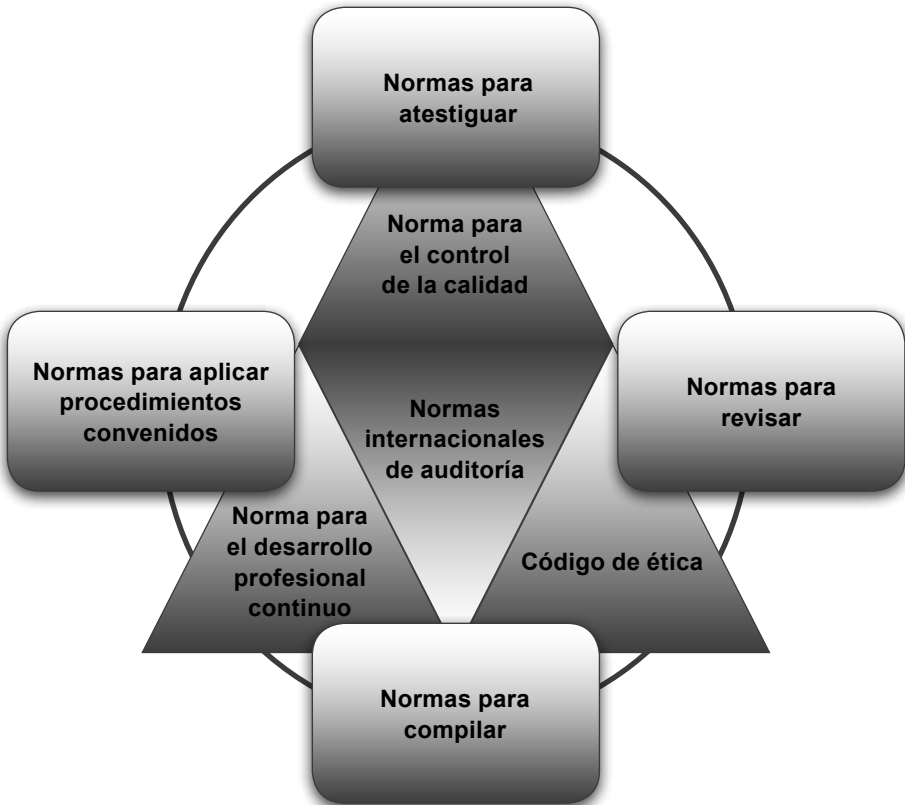 Normas para
atestiguar
Norma para
el control
de la calidad
Normas para aplicar
procedimientos
convenidos
Normas
internacionales
de auditoría
Normas para
revisar
Norma para
el desarrollo
profesional
continuo
Código de ética
Normas para
compilar